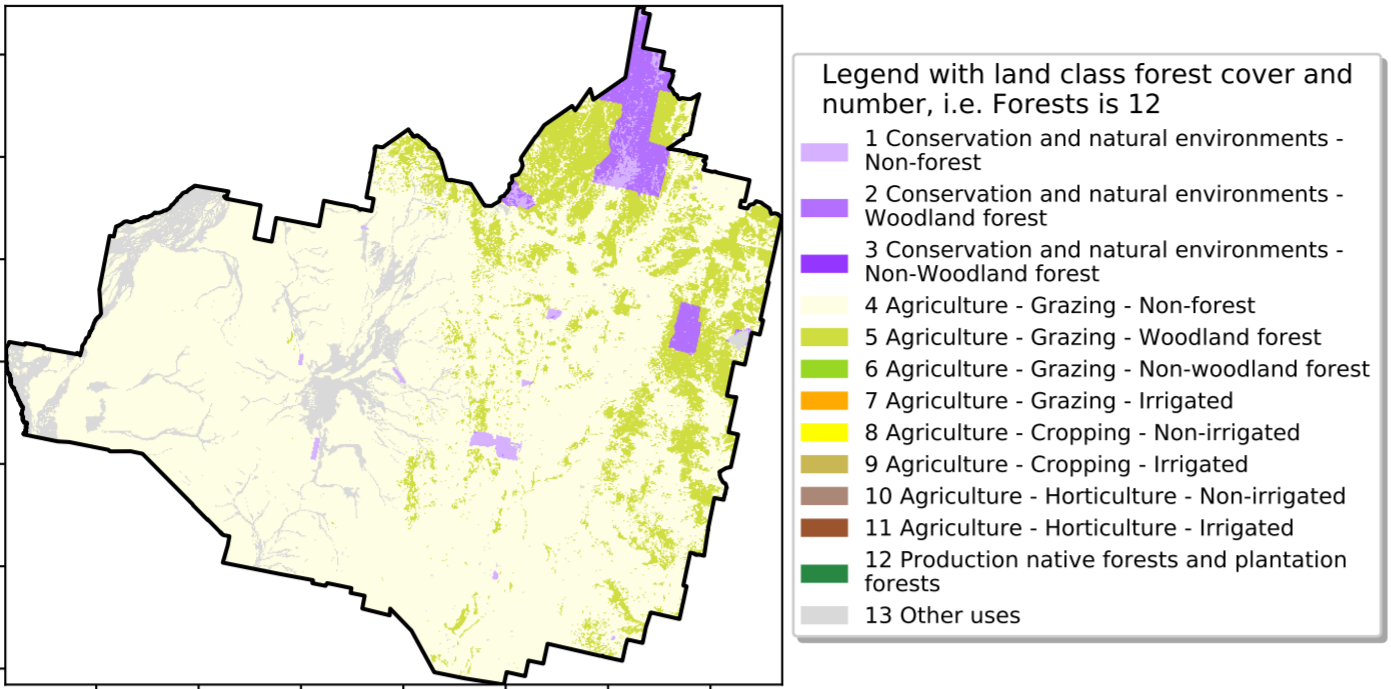 Legend with land class forest cover and
number, i.e. Forests is 12
1 Conservation and natural environments -
Non-forest
2 Conservation and natural environments -
Woodland forest
3 Conservation and natural environments -
Non-Woodland forest
4 Agriculture - Grazing - Non-forest
5 Agriculture - Grazing - Woodland forest
6 Agriculture - Grazing - Non-woodland forest
7 Agriculture - Grazing - Irrigated
8 Agriculture - Cropping - Non-irrigated
9 Agriculture - Cropping - Irrigated
10 Agriculture - Horticulture - Non-irrigated
11 Agriculture - Horticulture - Irrigated
12 Production native forests and plantation
forests
13 Other uses